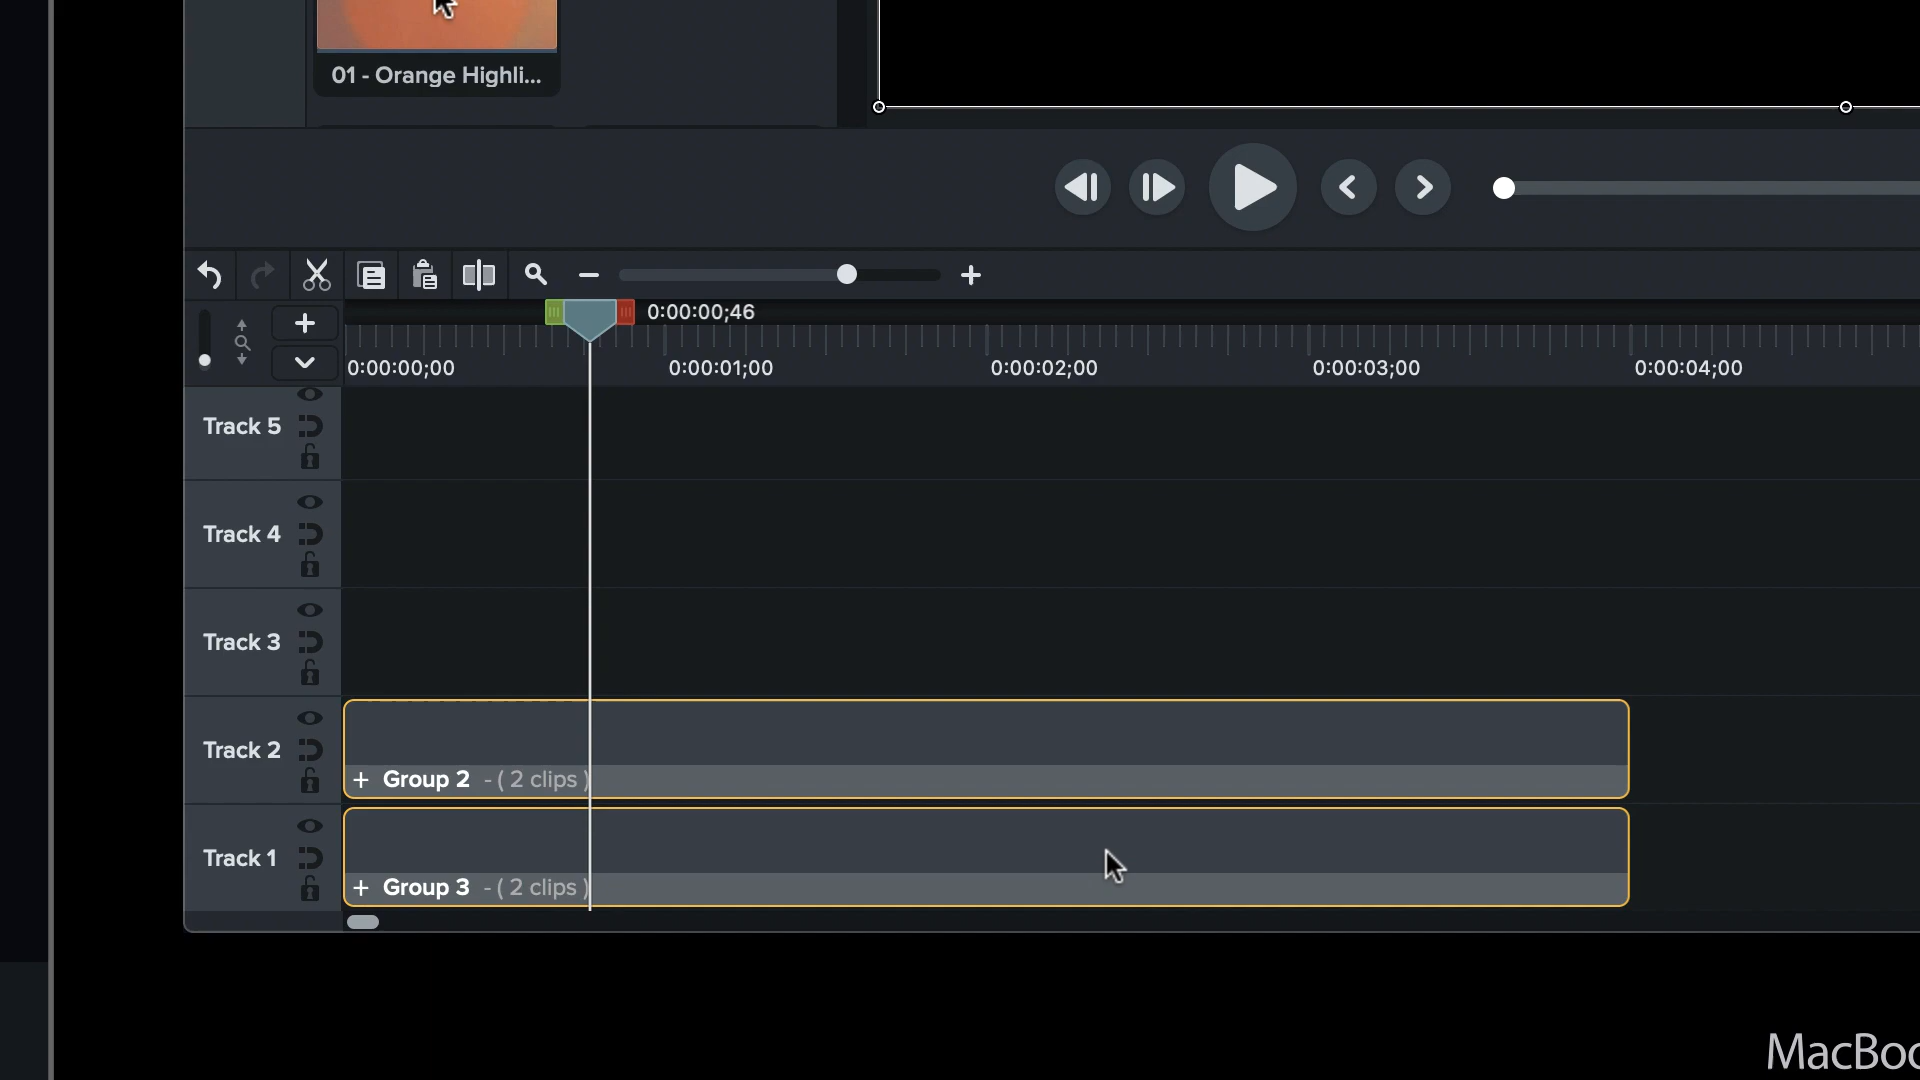 01 - Orange Highli...
0:00:00;46
0:00:00;00
0:00:01;00
0:00:02;00
0:00:03;00
0:00:04;00
Track 5
Track 4
Track 3
Track 2
+ Group 2 - ( 2 clips )
Track 1
+ Group 3 - ( 2 clips )
MacBoo